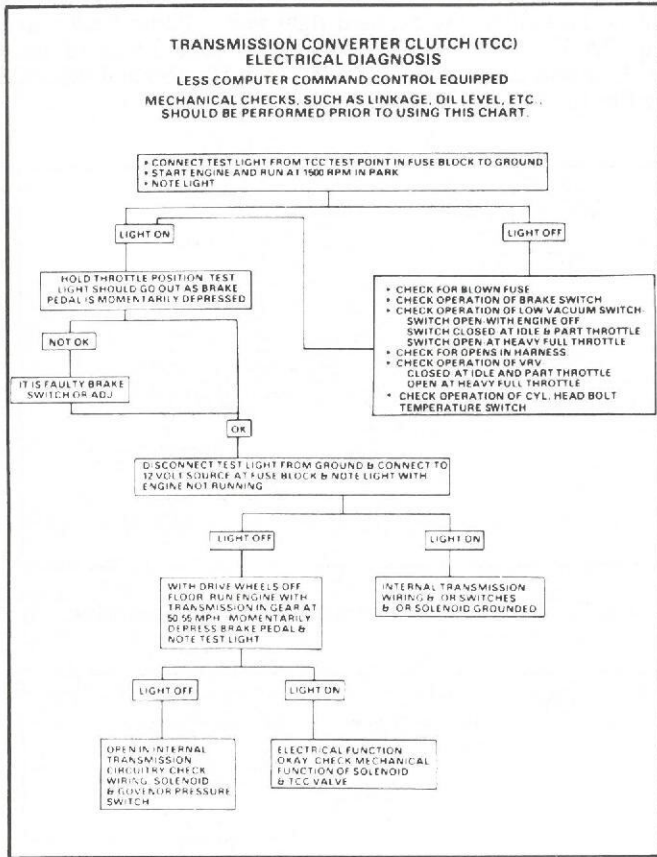 TRANSMISSION CONVERTER CLUTCH (TCC)
ELECTRICAL DIAGNOSIS
LESS COMPUTER COMMAND CONTROL EQUIPPED
MECHANICAL CHECKS, SUCH AS LINKAGE, OIL LEVEL, ETC.,
SHOULD BE PERFORMED PRIOR TO USING THIS CHART.
* CONNECT TEST LIGHT FROM TCC TEST POINT IN FUSE BLOCK TO GROUND
* START ENGINE AND RUN AT 1500 RPM IN PARK
* NOTE LIGHT
LIGHT ON
LIGHT OFF
HOLD THROTTLE POSITION. TEST
LIGHT SHOULD GO OUT AS BRAKE
PEDAL IS MOMENTARILY DEPRESSED
* CHECK FOR BLOWN FUSE
* CHECK OPERATION OF BRAKE SWITCH
* CHECK OPERATION OF LOW VACUUM SWITCH-
SWITCH OPEN-WITH ENGINE OFF
SWITCH CLOSED AT IDLE & PART THROTTLE
SWITCH OPEN AT HEAVY FULL THROTTLE
* CHECK FOR OPENS IN HARNESS
* CHECK OPERATION OF VRV
CLOSED AT IDLE AND PART THROTTLE
OPEN AT HEAVY FULL THROTTLE
* CHECK OPERATION OF CYL. HEAD BOLT
TEMPERATURE SWITCH
NOT OK
IT IS FAULTY BRAKE
SWITCH OR ADJ
OK
DISCONNECT TEST LIGHT FROM GROUND & CONNECT TO
12 VOLT SOURCE AT FUSE BLOCK & NOTE LIGHT WITH
ENGINE NOT RUNNING
LIGHT OFF
LIGHT ON
WITH DRIVE WHEELS OFF
FLOOR RUN ENGINE WITH
TRANSMISSION IN GEAR AT
50 55 MPH MOMENTARILY
DEPRESS BRAKE PEDAL &
NOTE TEST LIGHT
INTERNAL TRANSMISSION
WIRING & OR SWITCHES
& OR SOLENOID GROUNDED
LIGHT OFF
LIGHT ON
OPEN IN INTERNAL
TRANSMISSION
CIRCUITRY CHECK
WIRING SOLENOID
& GOVENOR PRESSURE
SWITCH
ELECTRICAL FUNCTION
OKAY CHECK MECHANICAL
FUNCTION OF SOLENOID
& TCC VALVE